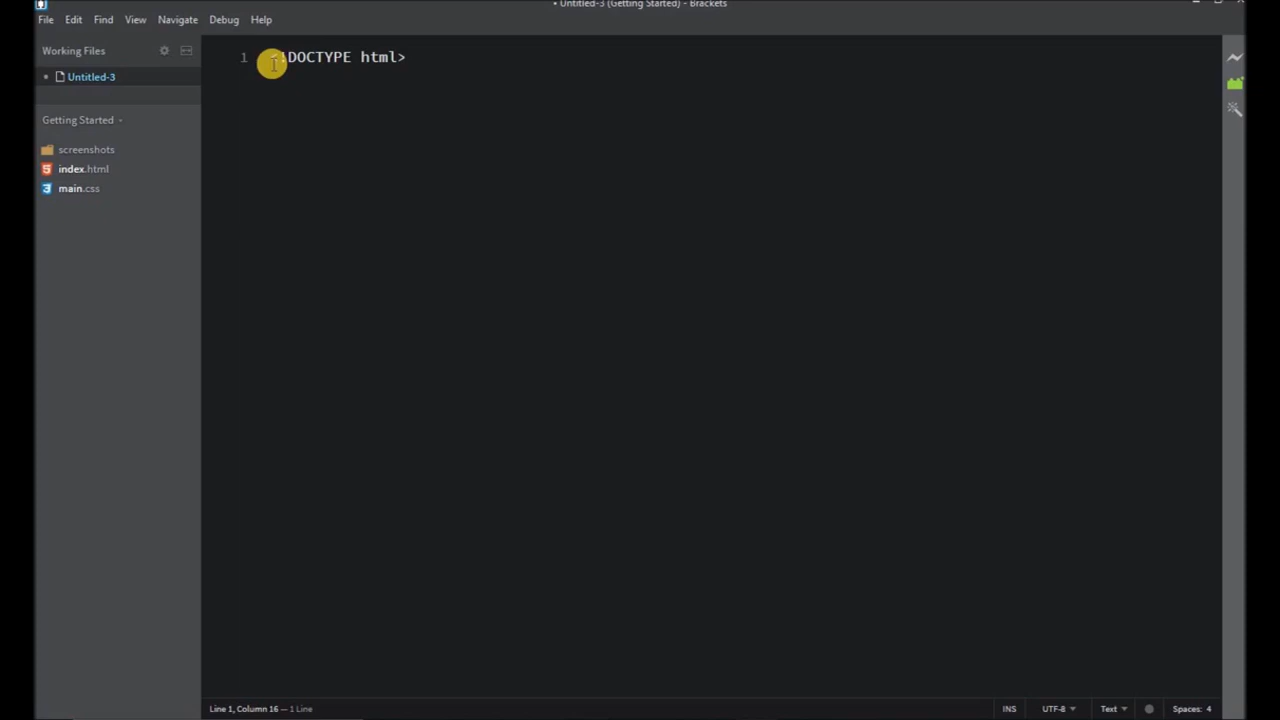 • Untitled-3 (Getting Started) - Brackets
File Edit Find View Navigate Debug Help
Working Files
• Untitled-3
Getting Started
screenshots
index.html
main.css
1 <!DOCTYPE html>
Line 1, Column 16 — 1 Line
INS UTF-8 Text Spaces: 4